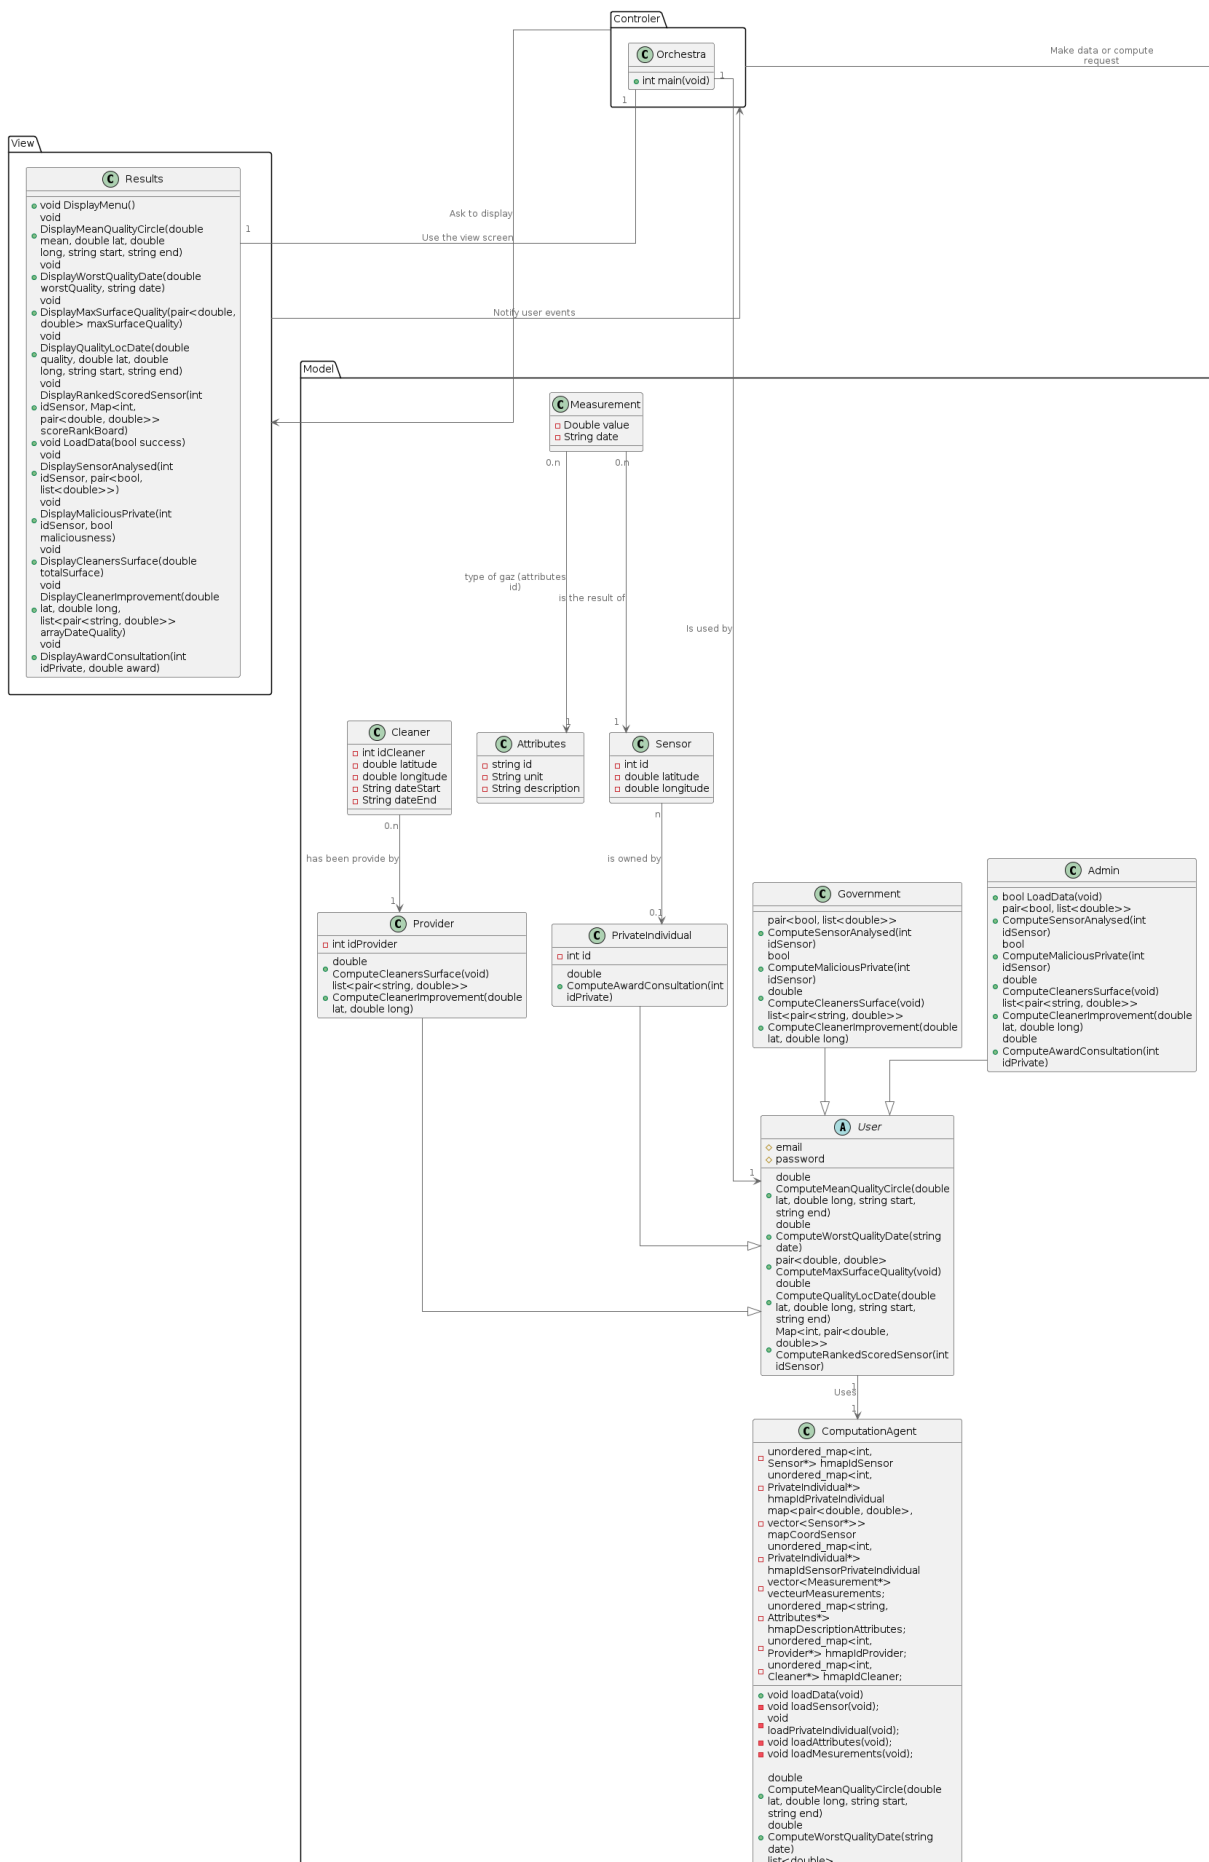 Controler
C Orchestra
int main(void)
1
1
Make data or compute
request
View
C Results
void DisplayMenu()
void
DisplayMeanQualityCircle(double
mean, double lat, double
long, string start, string end)
void
DisplayWorstQualityDate(double
worstQuality, string date)
void
DisplayMaxSurfaceQuality(pair<double,
double> maxSurfaceQuality)
void
DisplayQualityLocDate(double
quality, double lat, double
long, string start, string end)
void
DisplayRankedScoredSensor(int
idSensor, Map<int,
pair<double, double>>
scoreRankBoard)
void LoadData(bool success)
void
DisplaySensorAnalysed(int
idSensor, pair<bool,
list<double>>)
void
DisplayMaliciousPrivate(int
idSensor, bool
maliciousness)
void
DisplayCleanersSurface(double
totalSurface)
void
DisplayCleanerImprovement(double
lat, double long,
list<pair<string, double>>
arrayDateQuality)
void
DisplayAwardConsultation(int
idPrivate, double award)
1
Ask to display
Use the view screen
Notify user events
Model
C Measurement
Double value
String date
0.n
0.n
type of gaz (attributes
id)
is the result of
Is used by
1
1
C Cleaner
int idCleaner
double latitude
double longitude
String dateStart
String dateEnd
C Attributes
string id
String unit
String description
C Sensor
int id
double latitude
double longitude
0.n
has been provide by
1
n
is owned by
0.1
C Provider
int idProvider
double
ComputeCleanersSurface(void)
list<pair<string, double>>
ComputeCleanerImprovement(double
lat, double long)
C PrivateIndividual
int id
double
ComputeAwardConsultation(int
idPrivate)
C Government
pair<bool, list<double>>
ComputeSensorAnalysed(int
idSensor)
bool
ComputeMaliciousPrivate(int
idSensor)
double
ComputeCleanersSurface(void)
list<pair<string, double>>
ComputeCleanerImprovement(double
lat, double long)
C Admin
bool LoadData(void)
pair<bool, list<double>>
ComputeSensorAnalysed(int
idSensor)
bool
ComputeMaliciousPrivate(int
idSensor)
double
ComputeCleanersSurface(void)
list<pair<string, double>>
ComputeCleanerImprovement(double
lat, double long)
double
ComputeAwardConsultation(int
idPrivate)
A User
email
password
1
double
ComputeMeanQualityCircle(double
lat, double long, string start,
string end)
double
ComputeWorstQualityDate(string
date)
pair<double, double>
ComputeMaxSurfaceQuality(void)
double
ComputeQualityLocDate(double
lat, double long, string start,
string end)
Map<int, pair<double,
double>>
ComputeRankedScoredSensor(int
idSensor)
1
Uses
1
C ComputationAgent
unordered_map<int,
Sensor*> hmapIdSensor
unordered_map<int,
PrivateIndividual*>
hmapIdPrivateIndividual
map<pair<double, double>,
vector<Sensor*>>
mapCoordSensor
unordered_map<int,
PrivateIndividual*>
hmapIdSensorPrivateIndividual
vector<Measurement*>
vecteurMeasurements;
unordered_map<string,
Attributes*>
hmapDescriptionAttributes;
unordered_map<int,
Provider*> hmapIdProvider;
unordered_map<int,
Cleaner*> hmapIdCleaner;
void loadData(void)
void loadSensor(void);
void
loadPrivateIndividual(void);
void loadAttributes(void);
void loadMesurements(void);
double
ComputeMeanQualityCircle(double
lat, double long, string start,
string end)
double
ComputeWorstQualityDate(string
date)
list<double>